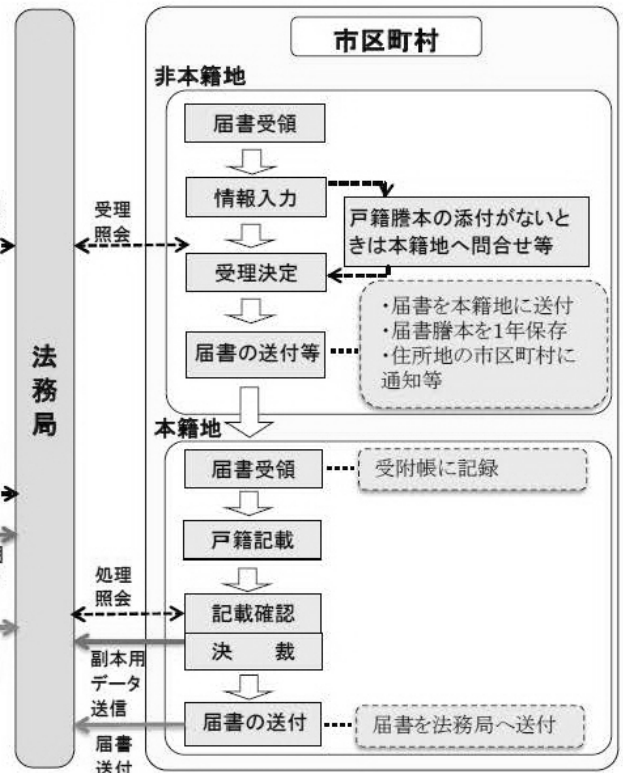 市区町村
非本籍地
届書受領
情報入力
戸籍謄本の添付がないと
きは本籍地へ問合せ等
受理
照会
受理決定
・届書を本籍地に送付
・届書謄本を1年保存
・住所地の市区町村に
通知等
届書の送付等
法務局
本籍地
届書受領
受附帳に記録
戸籍記載
処理
照会
記載確認
決 裁
副本用
データ
送信
届書の送付
届書を法務局へ送付
届書
送付